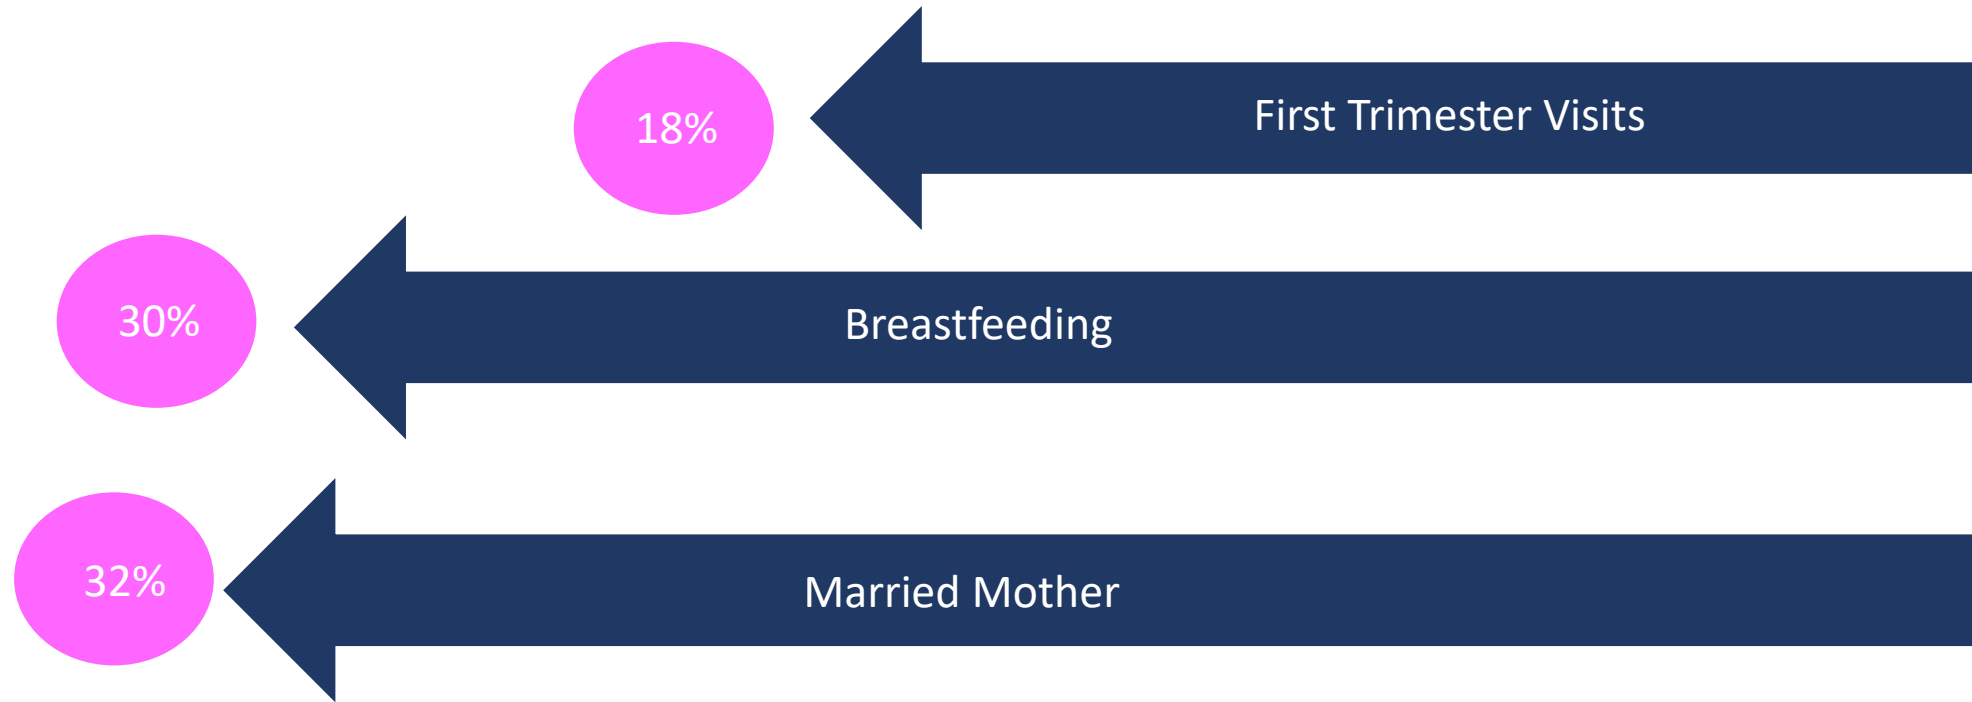 18%
First Trimester Visits
30%
Breastfeeding
32%
Married Mother